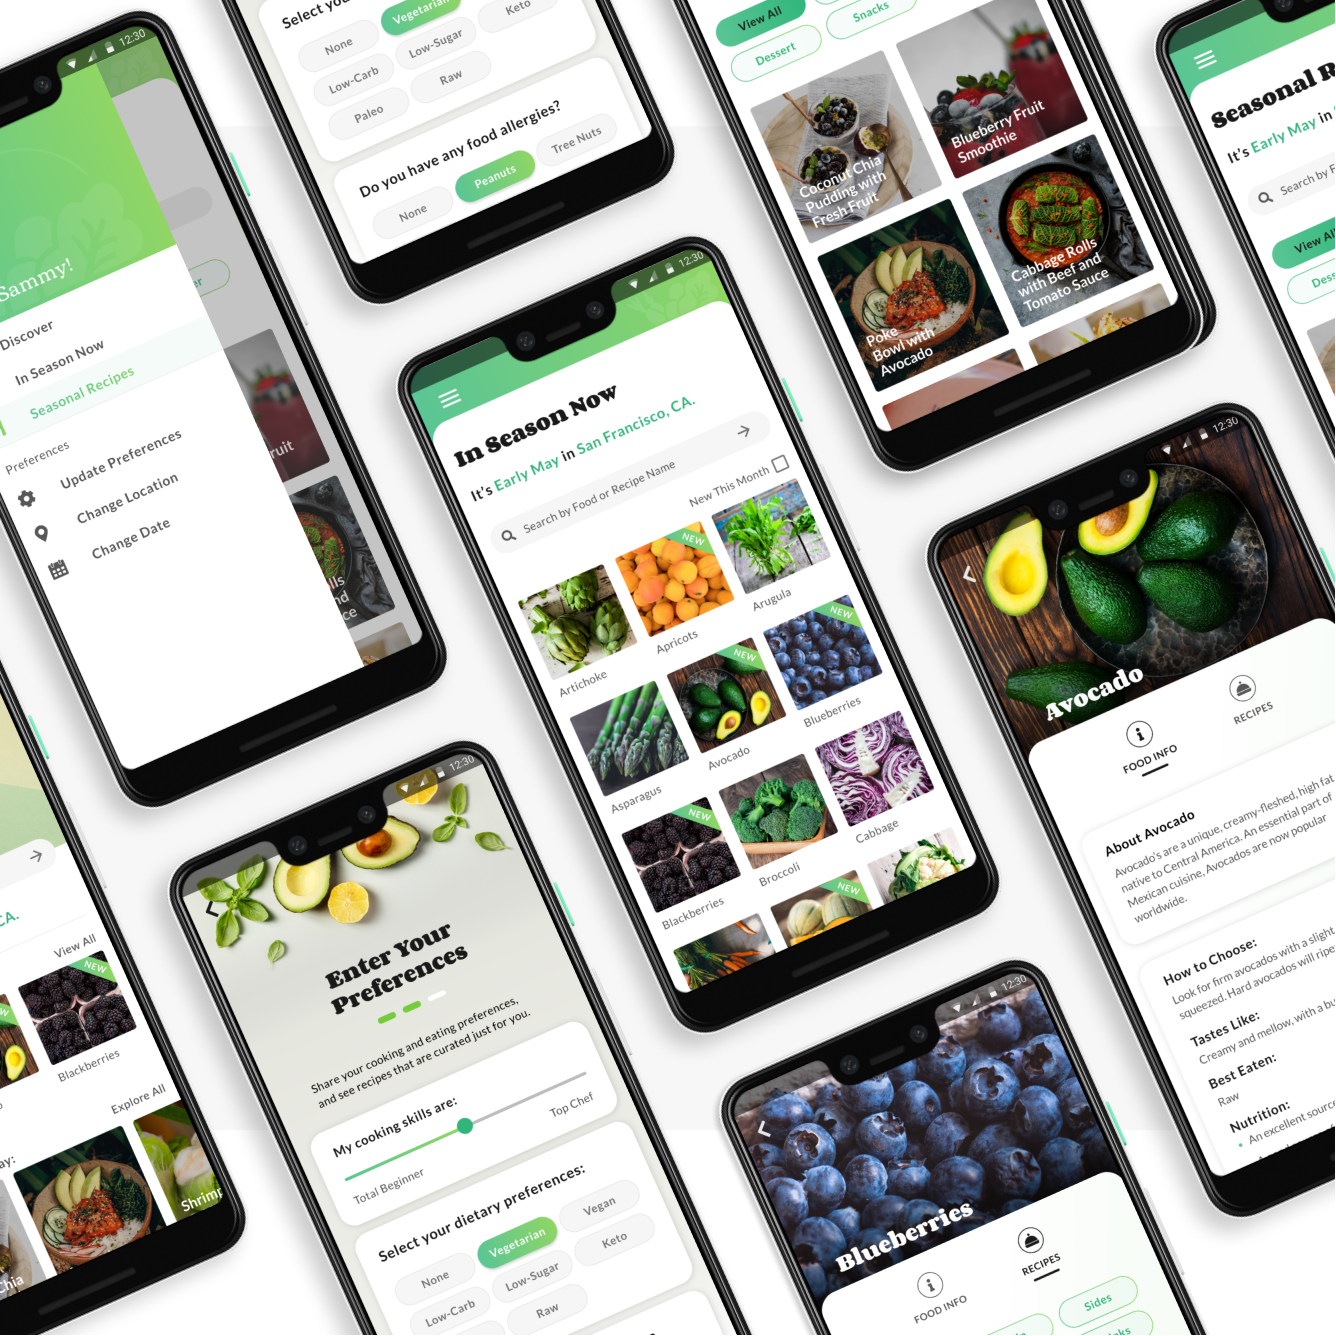 12:30
Sammy!
Discover
In Season Now
Seasonal Recipes
Preferences
Update Preferences
Change Location
Change Date
Select
None
Vegetarian
Keto
Low-Carb
Low-Sugar
Paleo
Raw
Do you have any food allergies?
None
Peanuts
Tree Nuts
View All
Snacks
Dessert
Coconut Chia
Pudding with
Fresh Fruit
Blueberry Fruit
Smoothie
Poke
Bowl with
Avocado
Cabbage Rolls
with Beef and
Tomato Sauce
Seasonal
It's Early May in
Search by
View All
12:30
In Season Now
It's Early May in San Francisco, CA.
Search by Food or Recipe Name
New This Month
Artichoke
NEW
Apricots
Arugula
Asparagus
NEW
Avocado
NEW
Blueberries
NEW
Blackberries
Broccoli
Cabbage
NEW
12:30
Avocado
FOOD INFO
RECIPES
About Avocado
Avocado's are a unique, creamy-fleshed, high fat
native to Central America. An essential part of
Mexican cuisine, Avocados are now popular
worldwide.
How to Choose:
Look for firm avocados with a slight
squeezed. Hard avocados will
Tastes Like:
Creamy and mellow, with a
Best Eaten:
Raw
Nutrition:
An excellent source
CA.
View All
NEW
Blackberries
Explore All
Chia
12:30
Enter Your
Preferences
Share your cooking and eating preferences,
and see recipes that are curated just for you.
My cooking skills are:
Total Beginner
Top Chef
Select your dietary preferences:
None
Vegetarian
Vegan
Low-Carb
Low-Sugar
Keto
Raw
12:30
Blueberries
FOOD INFO
RECIPES
Sides